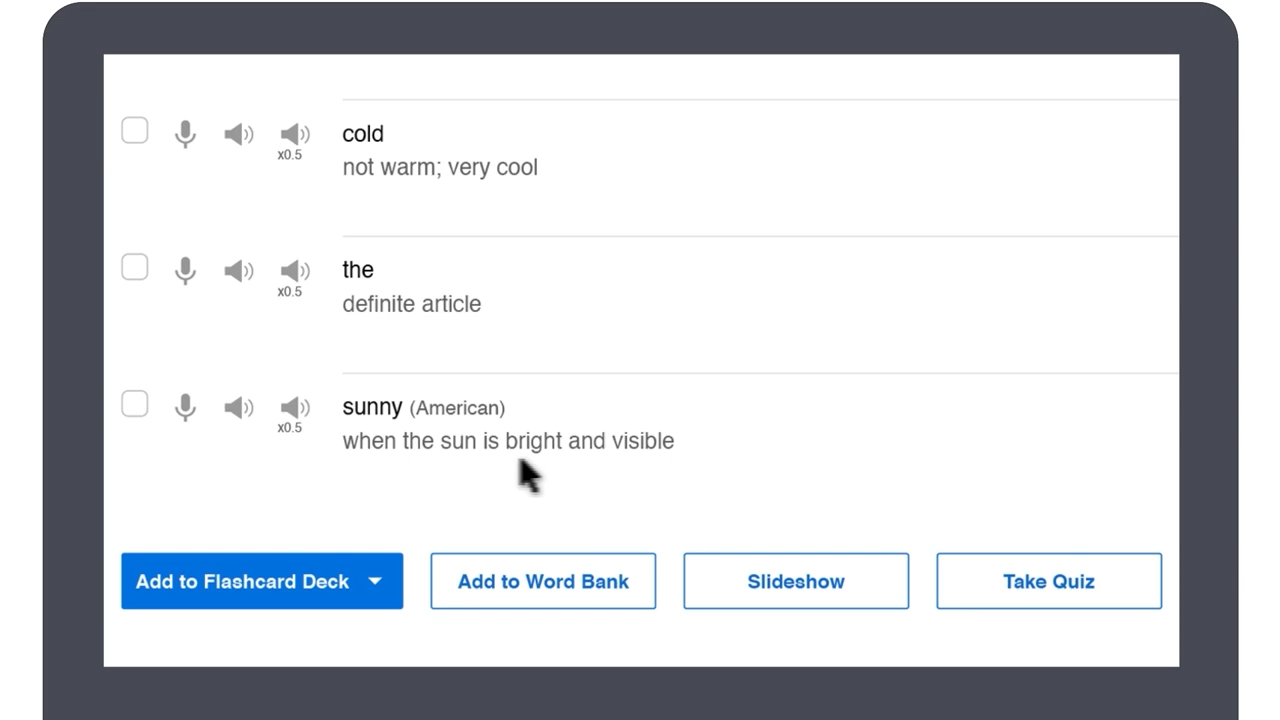 cold
x0.5
not warm; very cool
the
x0.5
definite article
sunny (American)
x0.5
when the sun is bright and visible
Add to Flashcard Deck
Add to Word Bank
Slideshow
Take Quiz